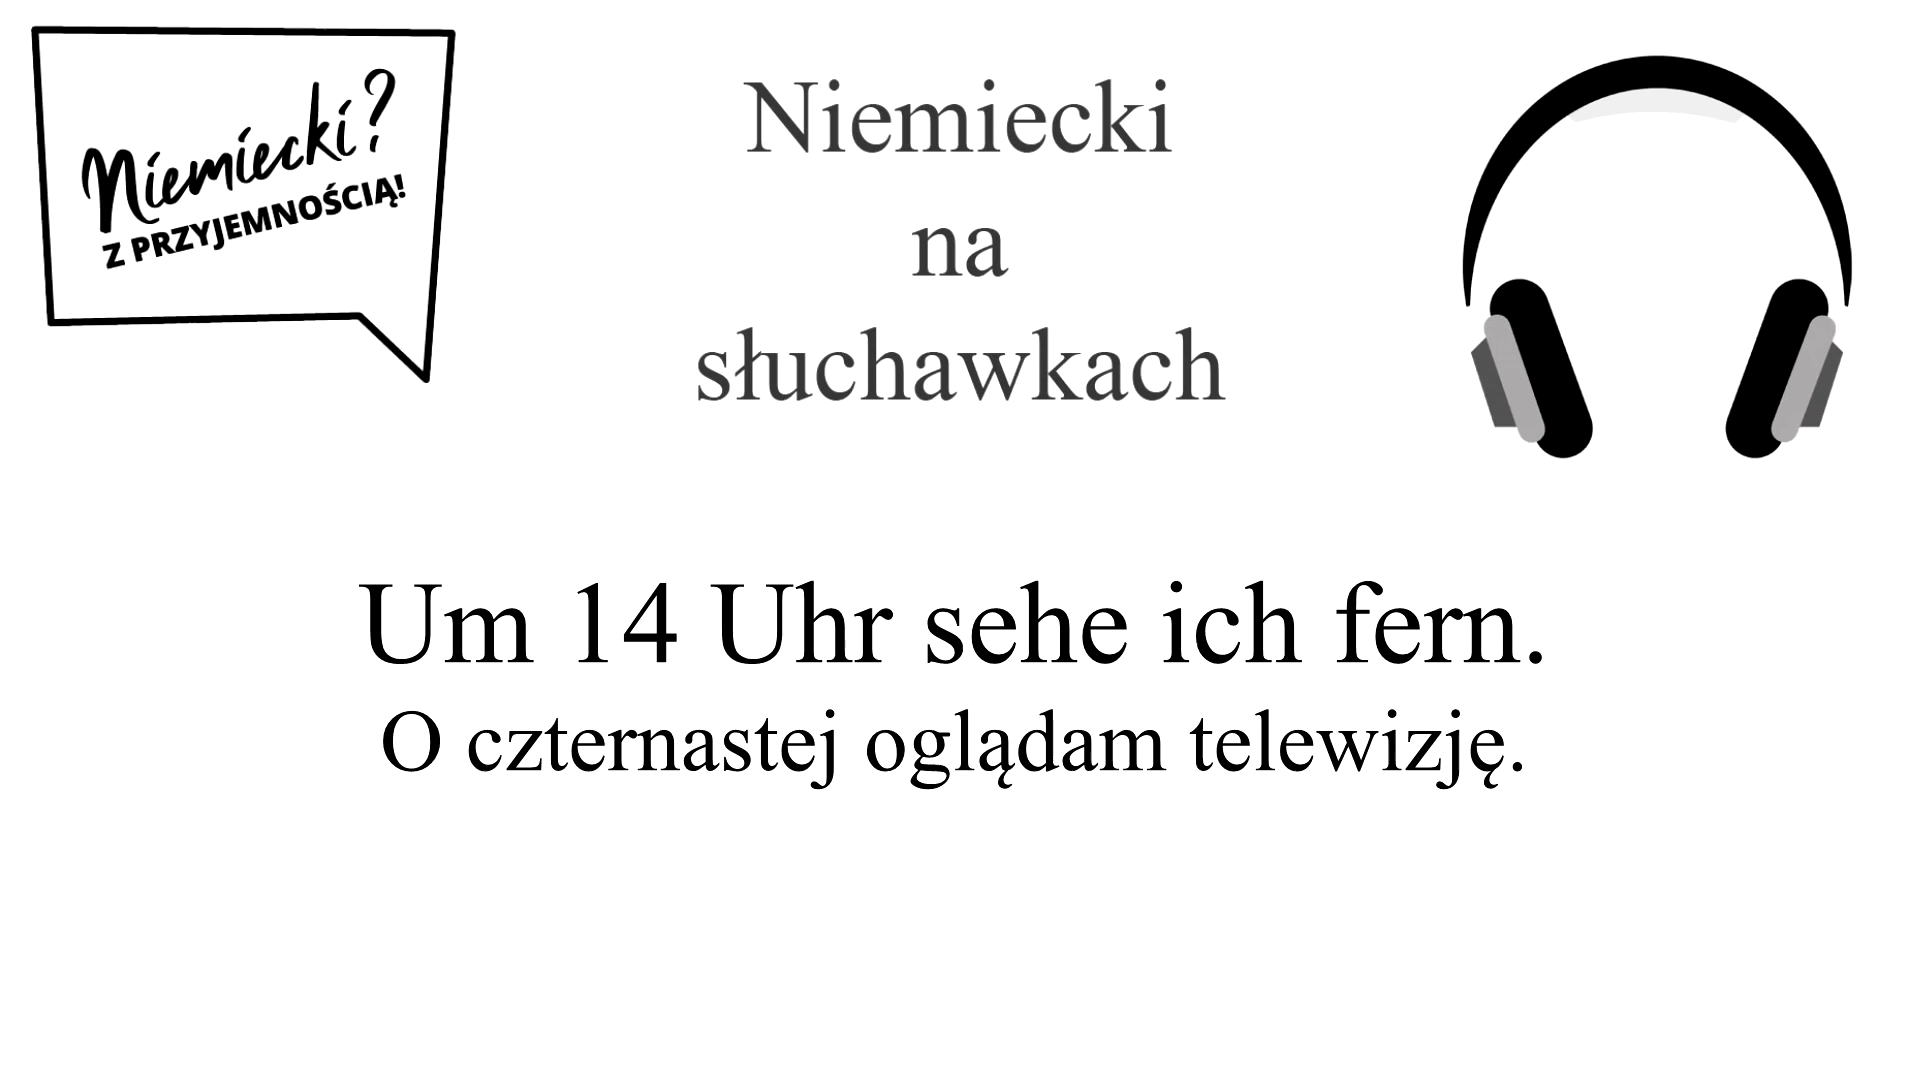 Niemiecki?
Z PRZYJEMNOŚCIĄ!
Niemiecki
na
słuchawkach
Um 14 Uhr sehe ich fern.
O czternastej oglądam telewizję.